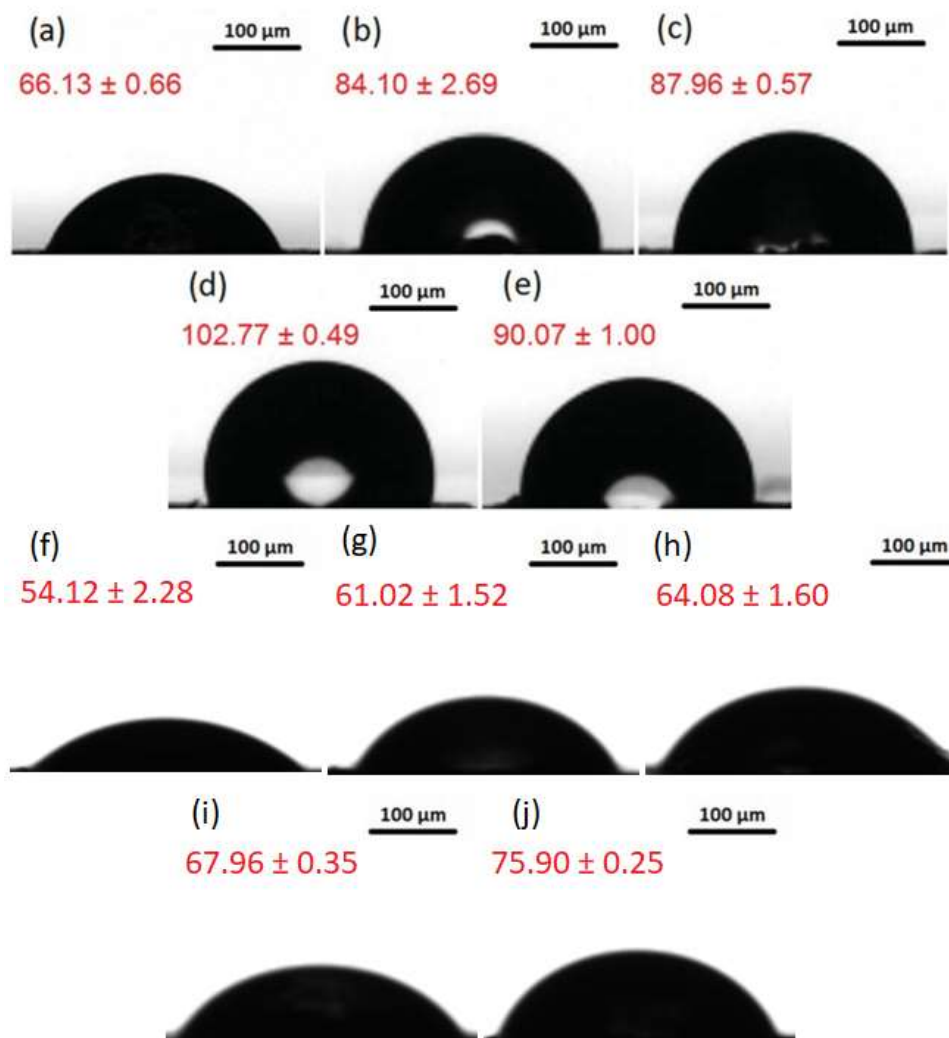 (a) 100 µm
66.13 ± 0.66
(b) 100 µm
84.10 ± 2.69
(c) 100 µm
87.96 ± 0.57
(d) 100 µm
102.77 ± 0.49
(e) 100 µm
90.07 ± 1.00
(f) 100 µm
54.12 ± 2.28
(g) 100 µm
61.02 ± 1.52
(h) 100 µm
64.08 ± 1.60
(i) 100 µm
67.96 ± 0.35
(j) 100 µm
75.90 ± 0.25